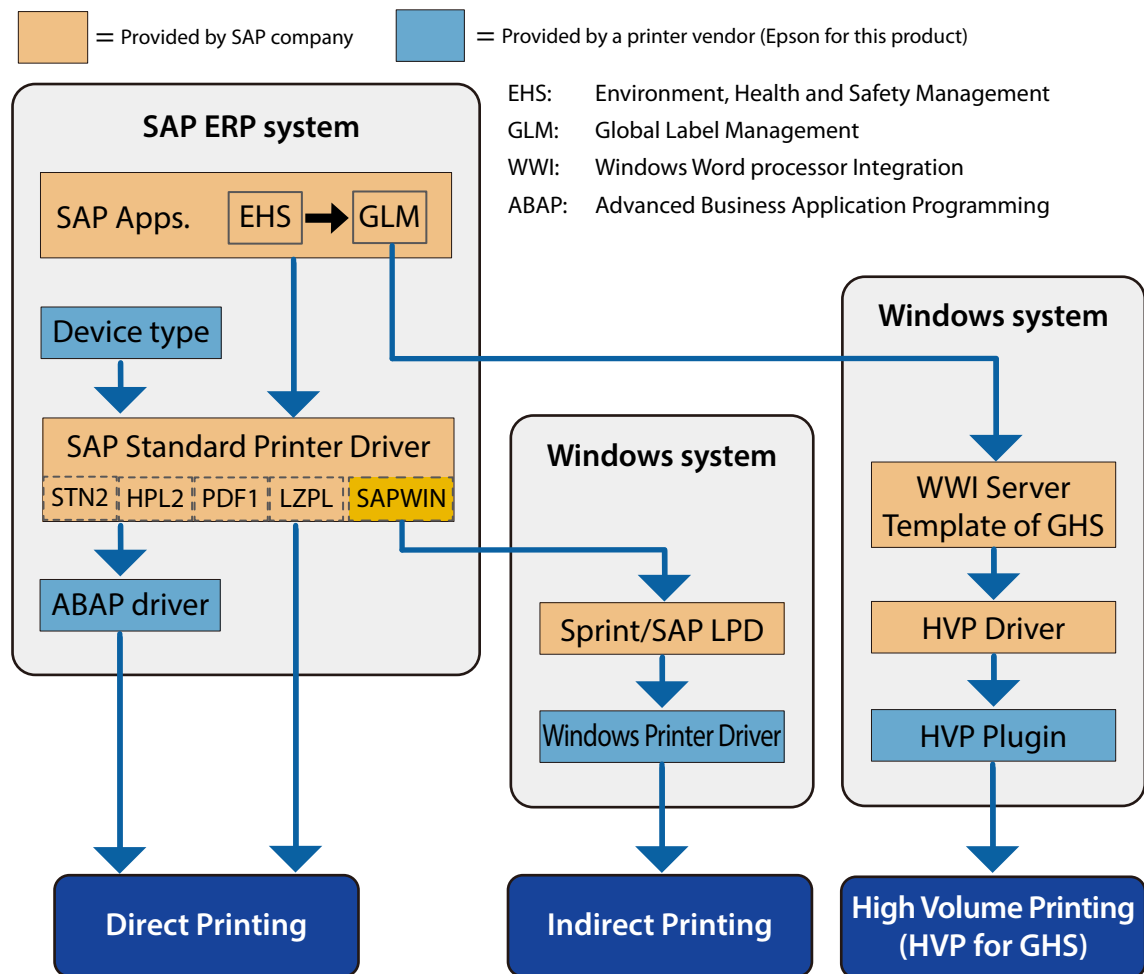 = Provided by SAP company
= Provided by a printer vendor (Epson for this product)
EHS: Environment, Health and Safety Management
GLM: Global Label Management
WWI: Windows Word processor Integration
ABAP: Advanced Business Application Programming
SAP ERP system
SAP Apps.
EHS
GLM
Device type
SAP Standard Printer Driver
STN2
HPL2
PDF1
LZPL
SAPWIN
ABAP driver
Windows system
Sprint/SAP LPD
Windows Printer Driver
Windows system
WWI Server
Template of GHS
HVP Driver
HVP Plugin
Direct Printing
Indirect Printing
High Volume Printing
(HVP for GHS)